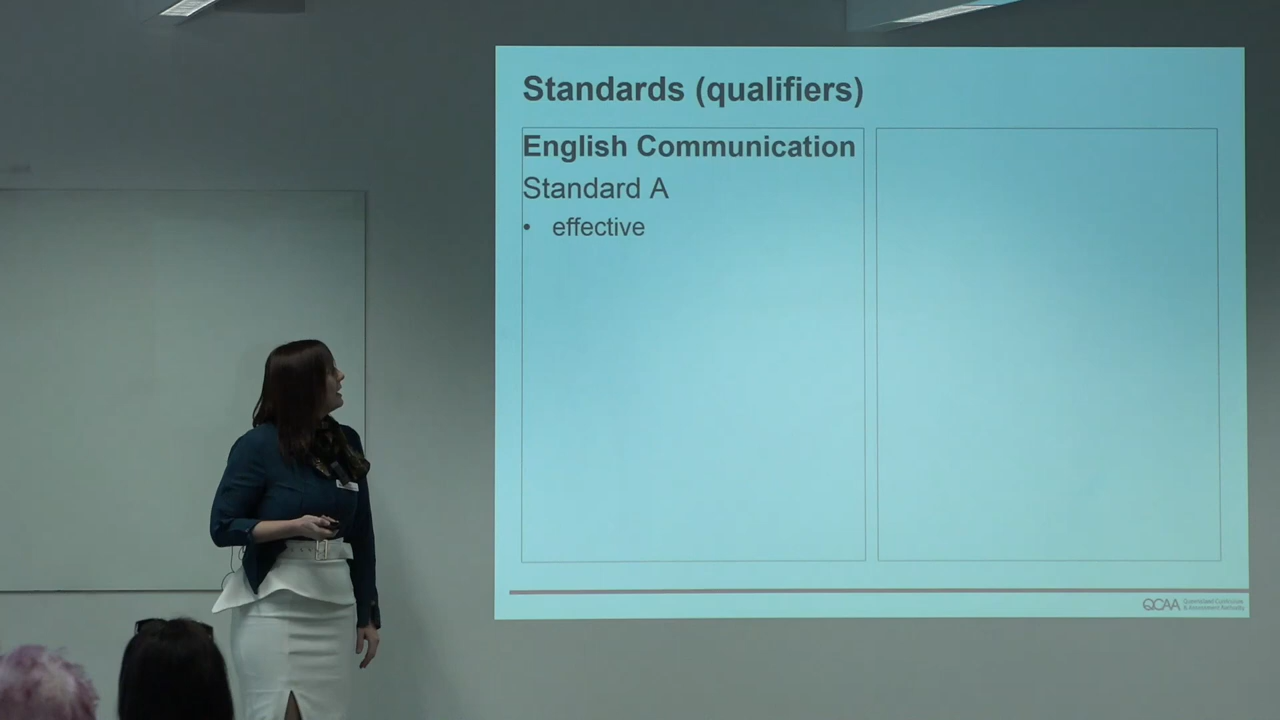 Standards (qualifiers)
English Communication
Standard A
• effective
QCAA